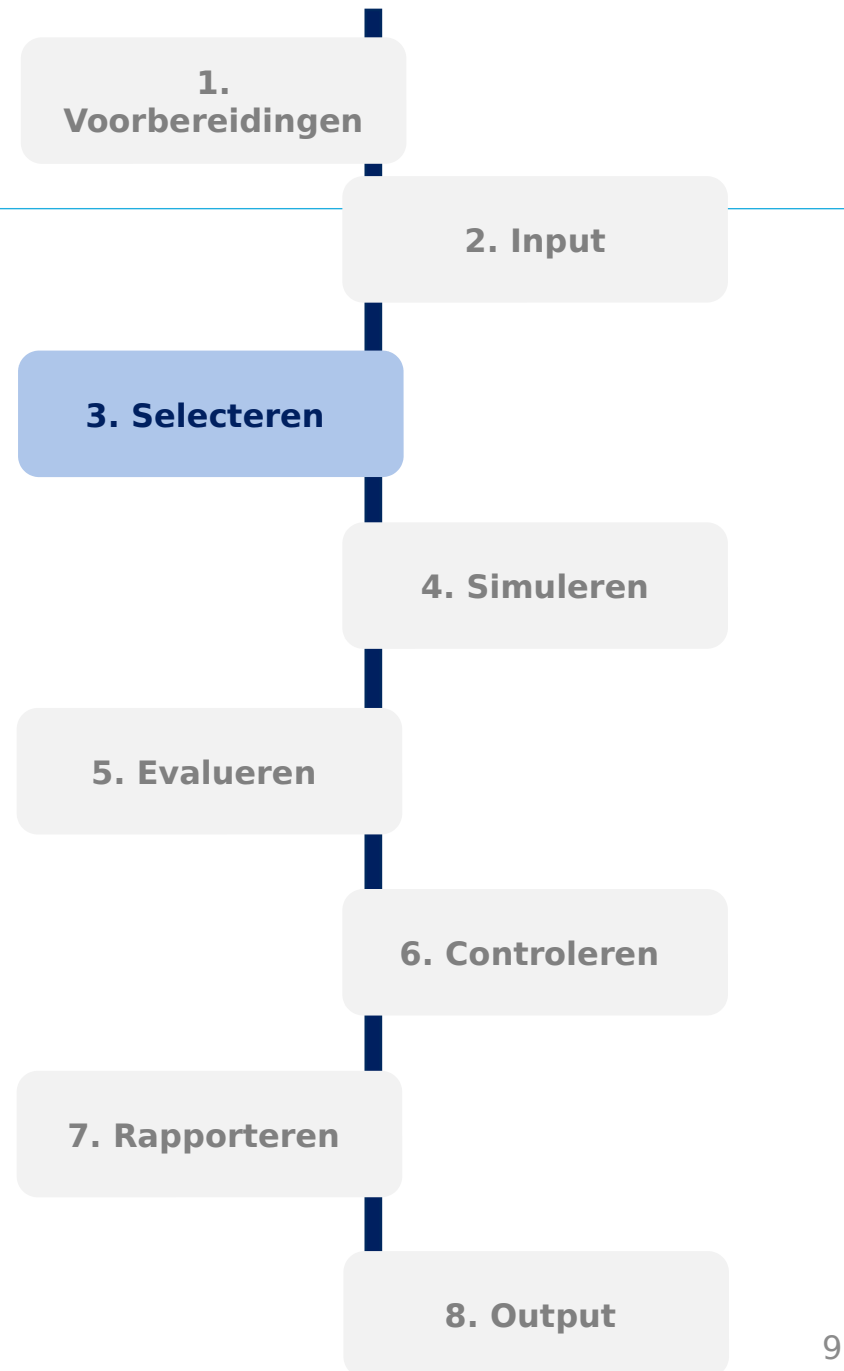 1.
Voorbereidingen
2. Input
3. Selecteren
4. Simuleren
5. Evalueren
6. Controleren
7. Rapporteren
8. Output
9